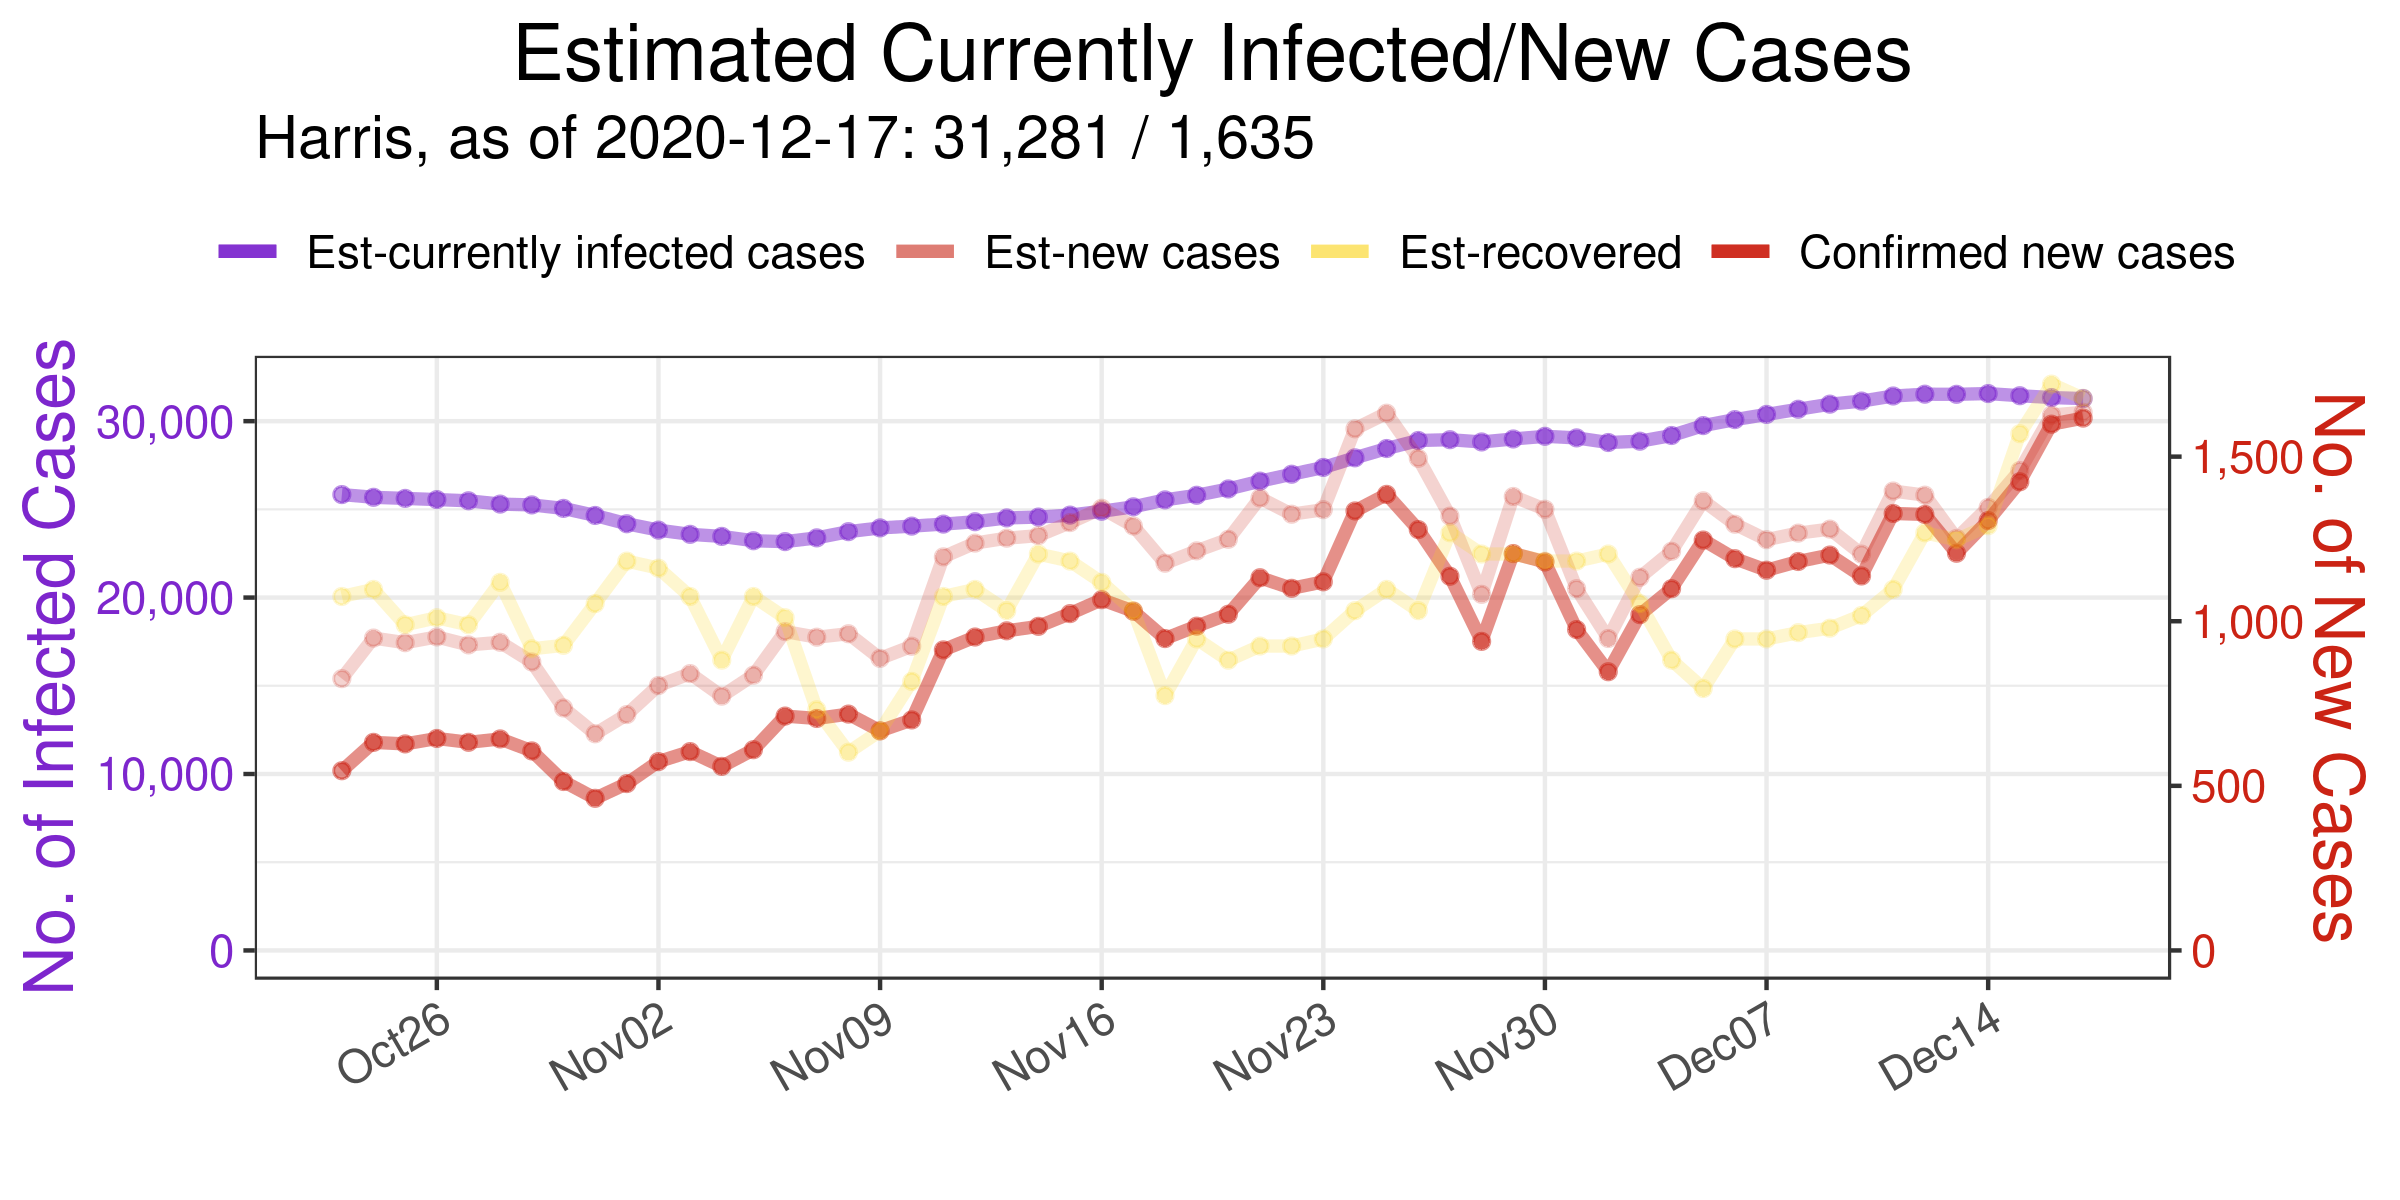 Estimated Currently Infected/New Cases
Harris, as of 2020-12-17: 31,281 / 1,635
Est-currently infected cases Est-new cases Est-recovered Confirmed new cases
No. of Infected Cases
30,000
20,000
10,000
0
1,500
1,000
500
0
No. of New Cases
Oct26 Nov02 Nov09 Nov16 Nov23 Nov30 Dec07 Dec14